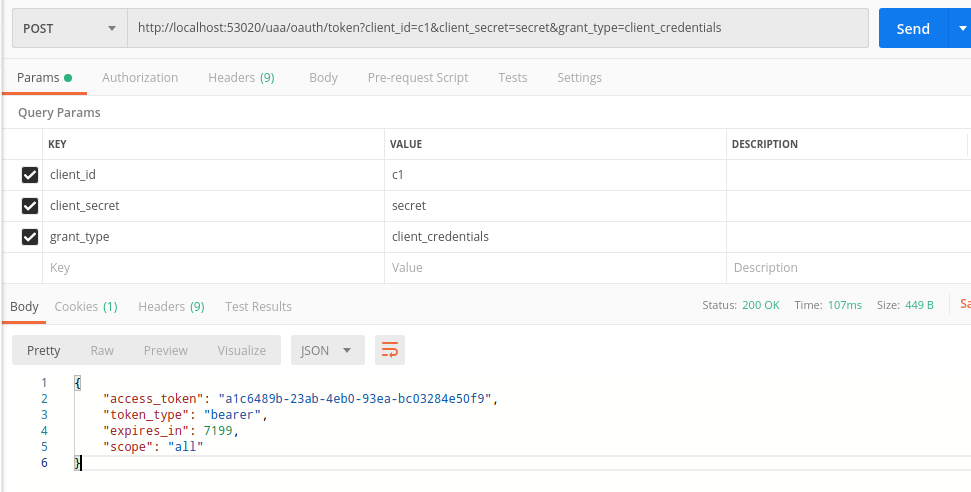 POST http://localhost:53020/uaa/oauth/token?client_id=c1&client_secret=secret&grant_type=client_credentials Send
Params Authorization Headers (9) Body Pre-request Script Tests Settings
Query Params
KEY VALUE DESCRIPTION
client_id c1
client_secret secret
grant_type client_credentials
Key Value Description
Body Cookies (1) Headers (9) Test Results Status: 200 OK Time: 107ms Size: 449 B Sa
Pretty Raw Preview Visualize JSON
1 {
2 "access_token": "a1c6489b-23ab-4eb0-93ea-bc03284e50f9",
3 "token_type": "bearer",
4 "expires_in": 7199,
5 "scope": "all"
6 }